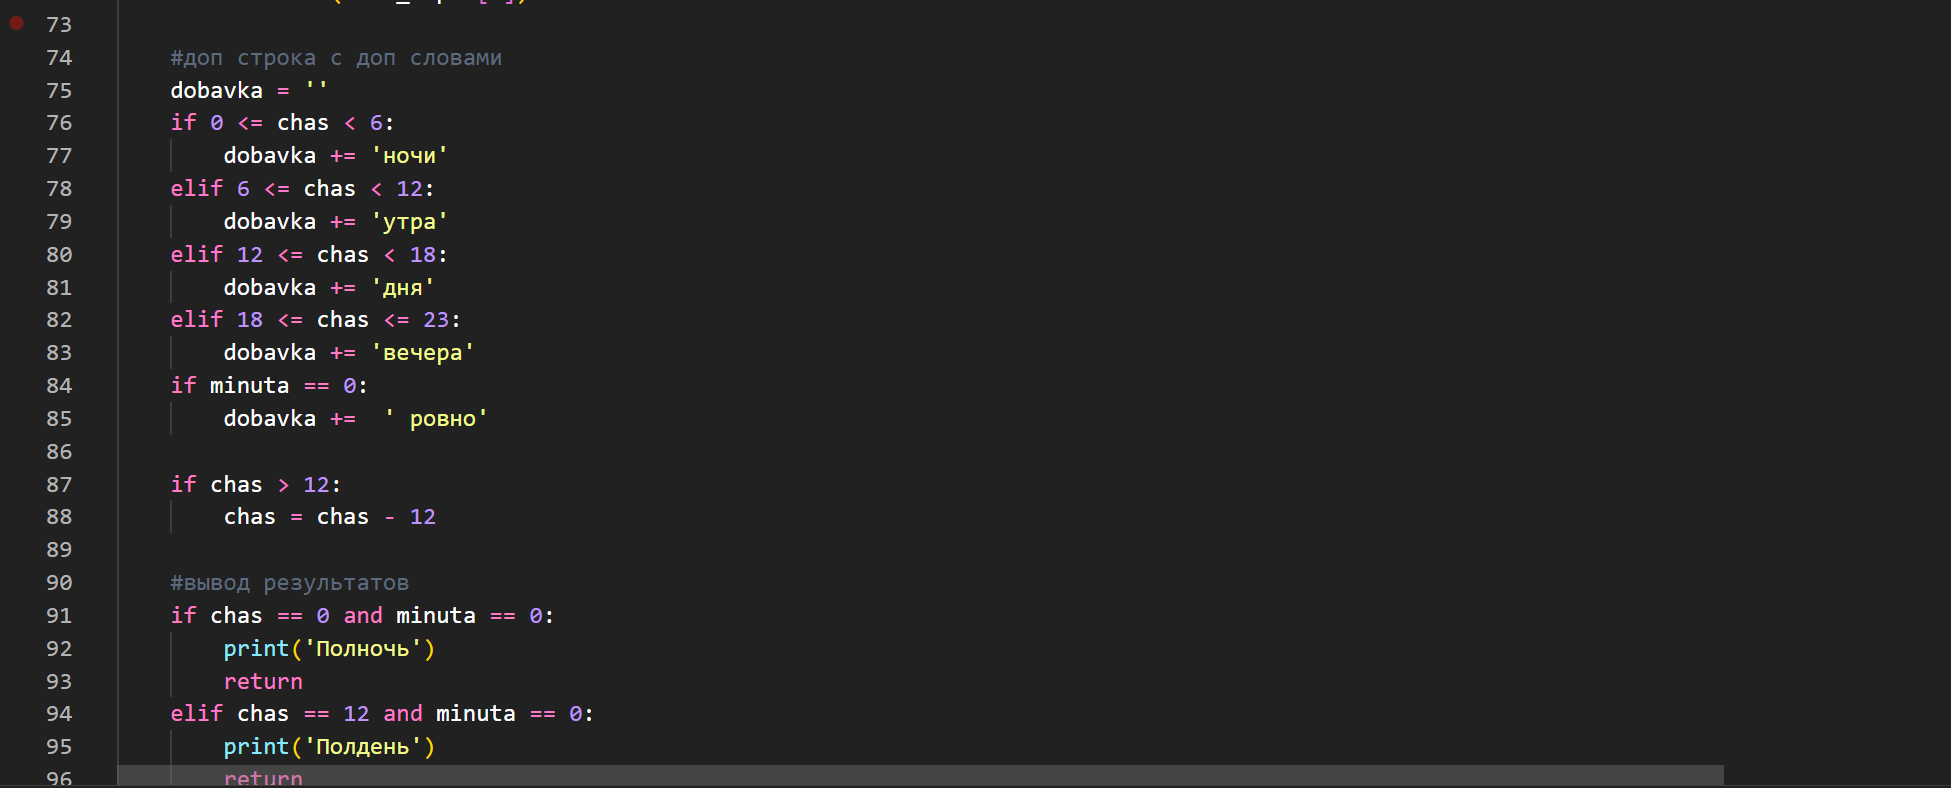 73
74 #доп строка с доп словами
75 dobavka = ''
76 if 0 <= chas < 6:
77 dobavka += 'ночи'
78 elif 6 <= chas < 12:
79 dobavka += 'утра'
80 elif 12 <= chas < 18:
81 dobavka += 'дня'
82 elif 18 <= chas <= 23:
83 dobavka += 'вечера'
84 if minuta == 0:
85 dobavka +=  ' ровно'
86
87 if chas > 12:
88 chas = chas - 12
89
90 #вывод результатов
91 if chas == 0 and minuta == 0:
92 print('Полночь')
93 return
94 elif chas == 12 and minuta == 0:
95 print('Полдень')
96 return